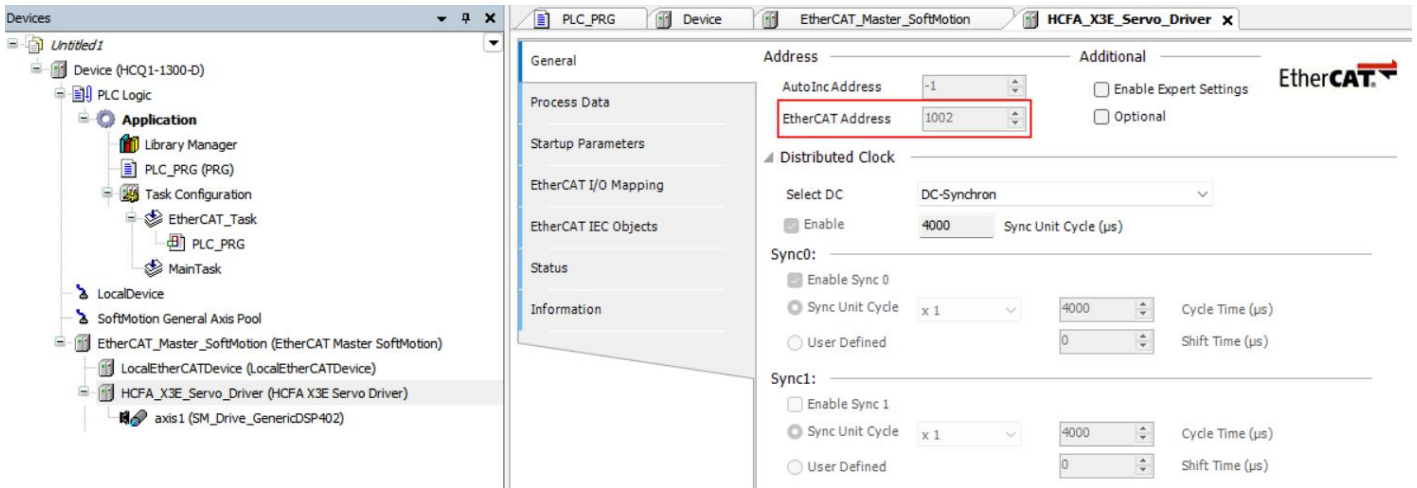 Devices
Untitled1
Device (HCQ1-1300-D)
PLC Logic
Application
Library Manager
PLC_PRG (PRG)
Task Configuration
EtherCAT_Task
PLC_PRG
MainTask
LocalDevice
SoftMotion General Axis Pool
EtherCAT_Master_SoftMotion (EtherCAT Master SoftMotion)
LocalEtherCATDevice (LocalEtherCATDevice)
HCFA_X3E_Servo_Driver (HCFA X3E Servo Driver)
axis1 (SM_Drive_GenericDSP402)
PLC_PRG Device EtherCAT_Master_SoftMotion HCFA_X3E_Servo_Driver
General
Process Data
Startup Parameters
EtherCAT I/O Mapping
EtherCAT IEC Objects
Status
Information
Address Additional
AutoInc Address -1 Enable Expert Settings
EtherCAT Address 1002 Optional
EtherCAT.
Distributed Clock
Select DC DC-Synchron
Enable 4000 Sync Unit Cycle (µs)
Sync0:
Enable Sync 0
Sync Unit Cycle x 1 4000 Cycle Time (µs)
User Defined 0 Shift Time (µs)
Sync1:
Enable Sync 1
Sync Unit Cycle x 1 4000 Cycle Time (µs)
User Defined 0 Shift Time (µs)